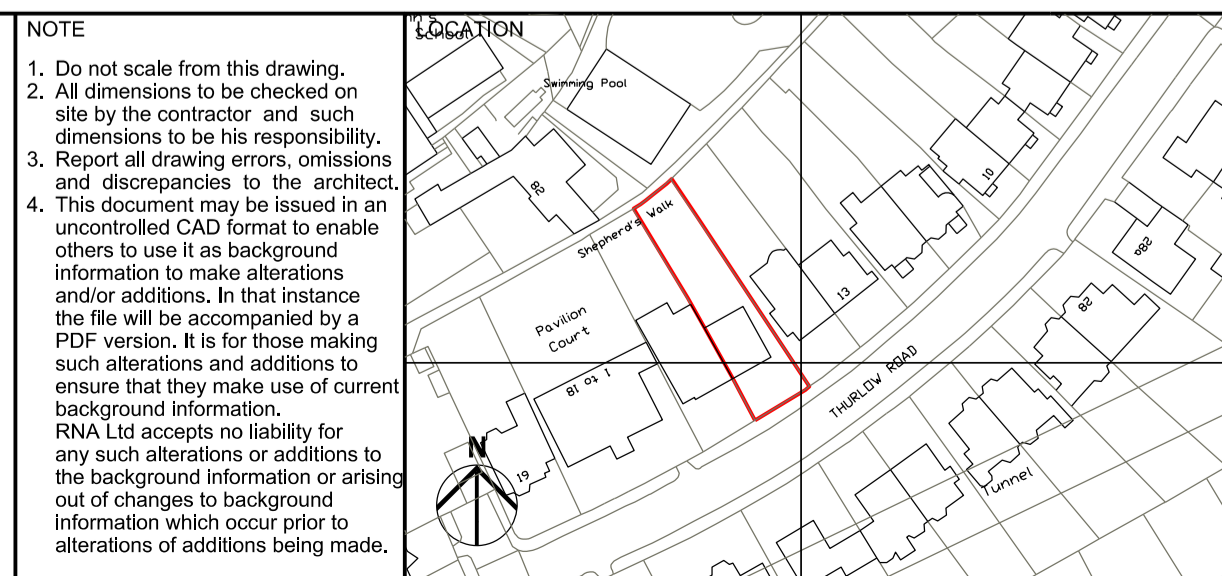 NOTE
1. Do not scale from this drawing.
2. All dimensions to be checked on
site by the contractor and such
dimensions to be his responsibility.
3. Report all drawing errors, omissions
and discrepancies to the architect.
4. This document may be issued in an
uncontrolled CAD format to enable
others to use it as background
information to make alterations
and/or additions. In that instance
the file will be accompanied by a
PDF version. It is for those making
such alterations and additions to
ensure that they make use of current
background information.
RNA Ltd accepts no liability for
any such alterations or additions to
the background information or arising
out of changes to background
information which occur prior to
alterations of additions being made.
LOCATION
School
Swimming Pool
28
10
Shepherd's Walk
13
28a
28
Pavilion
Court
1 to 18
THURLOW ROAD
19
Tunnel
N